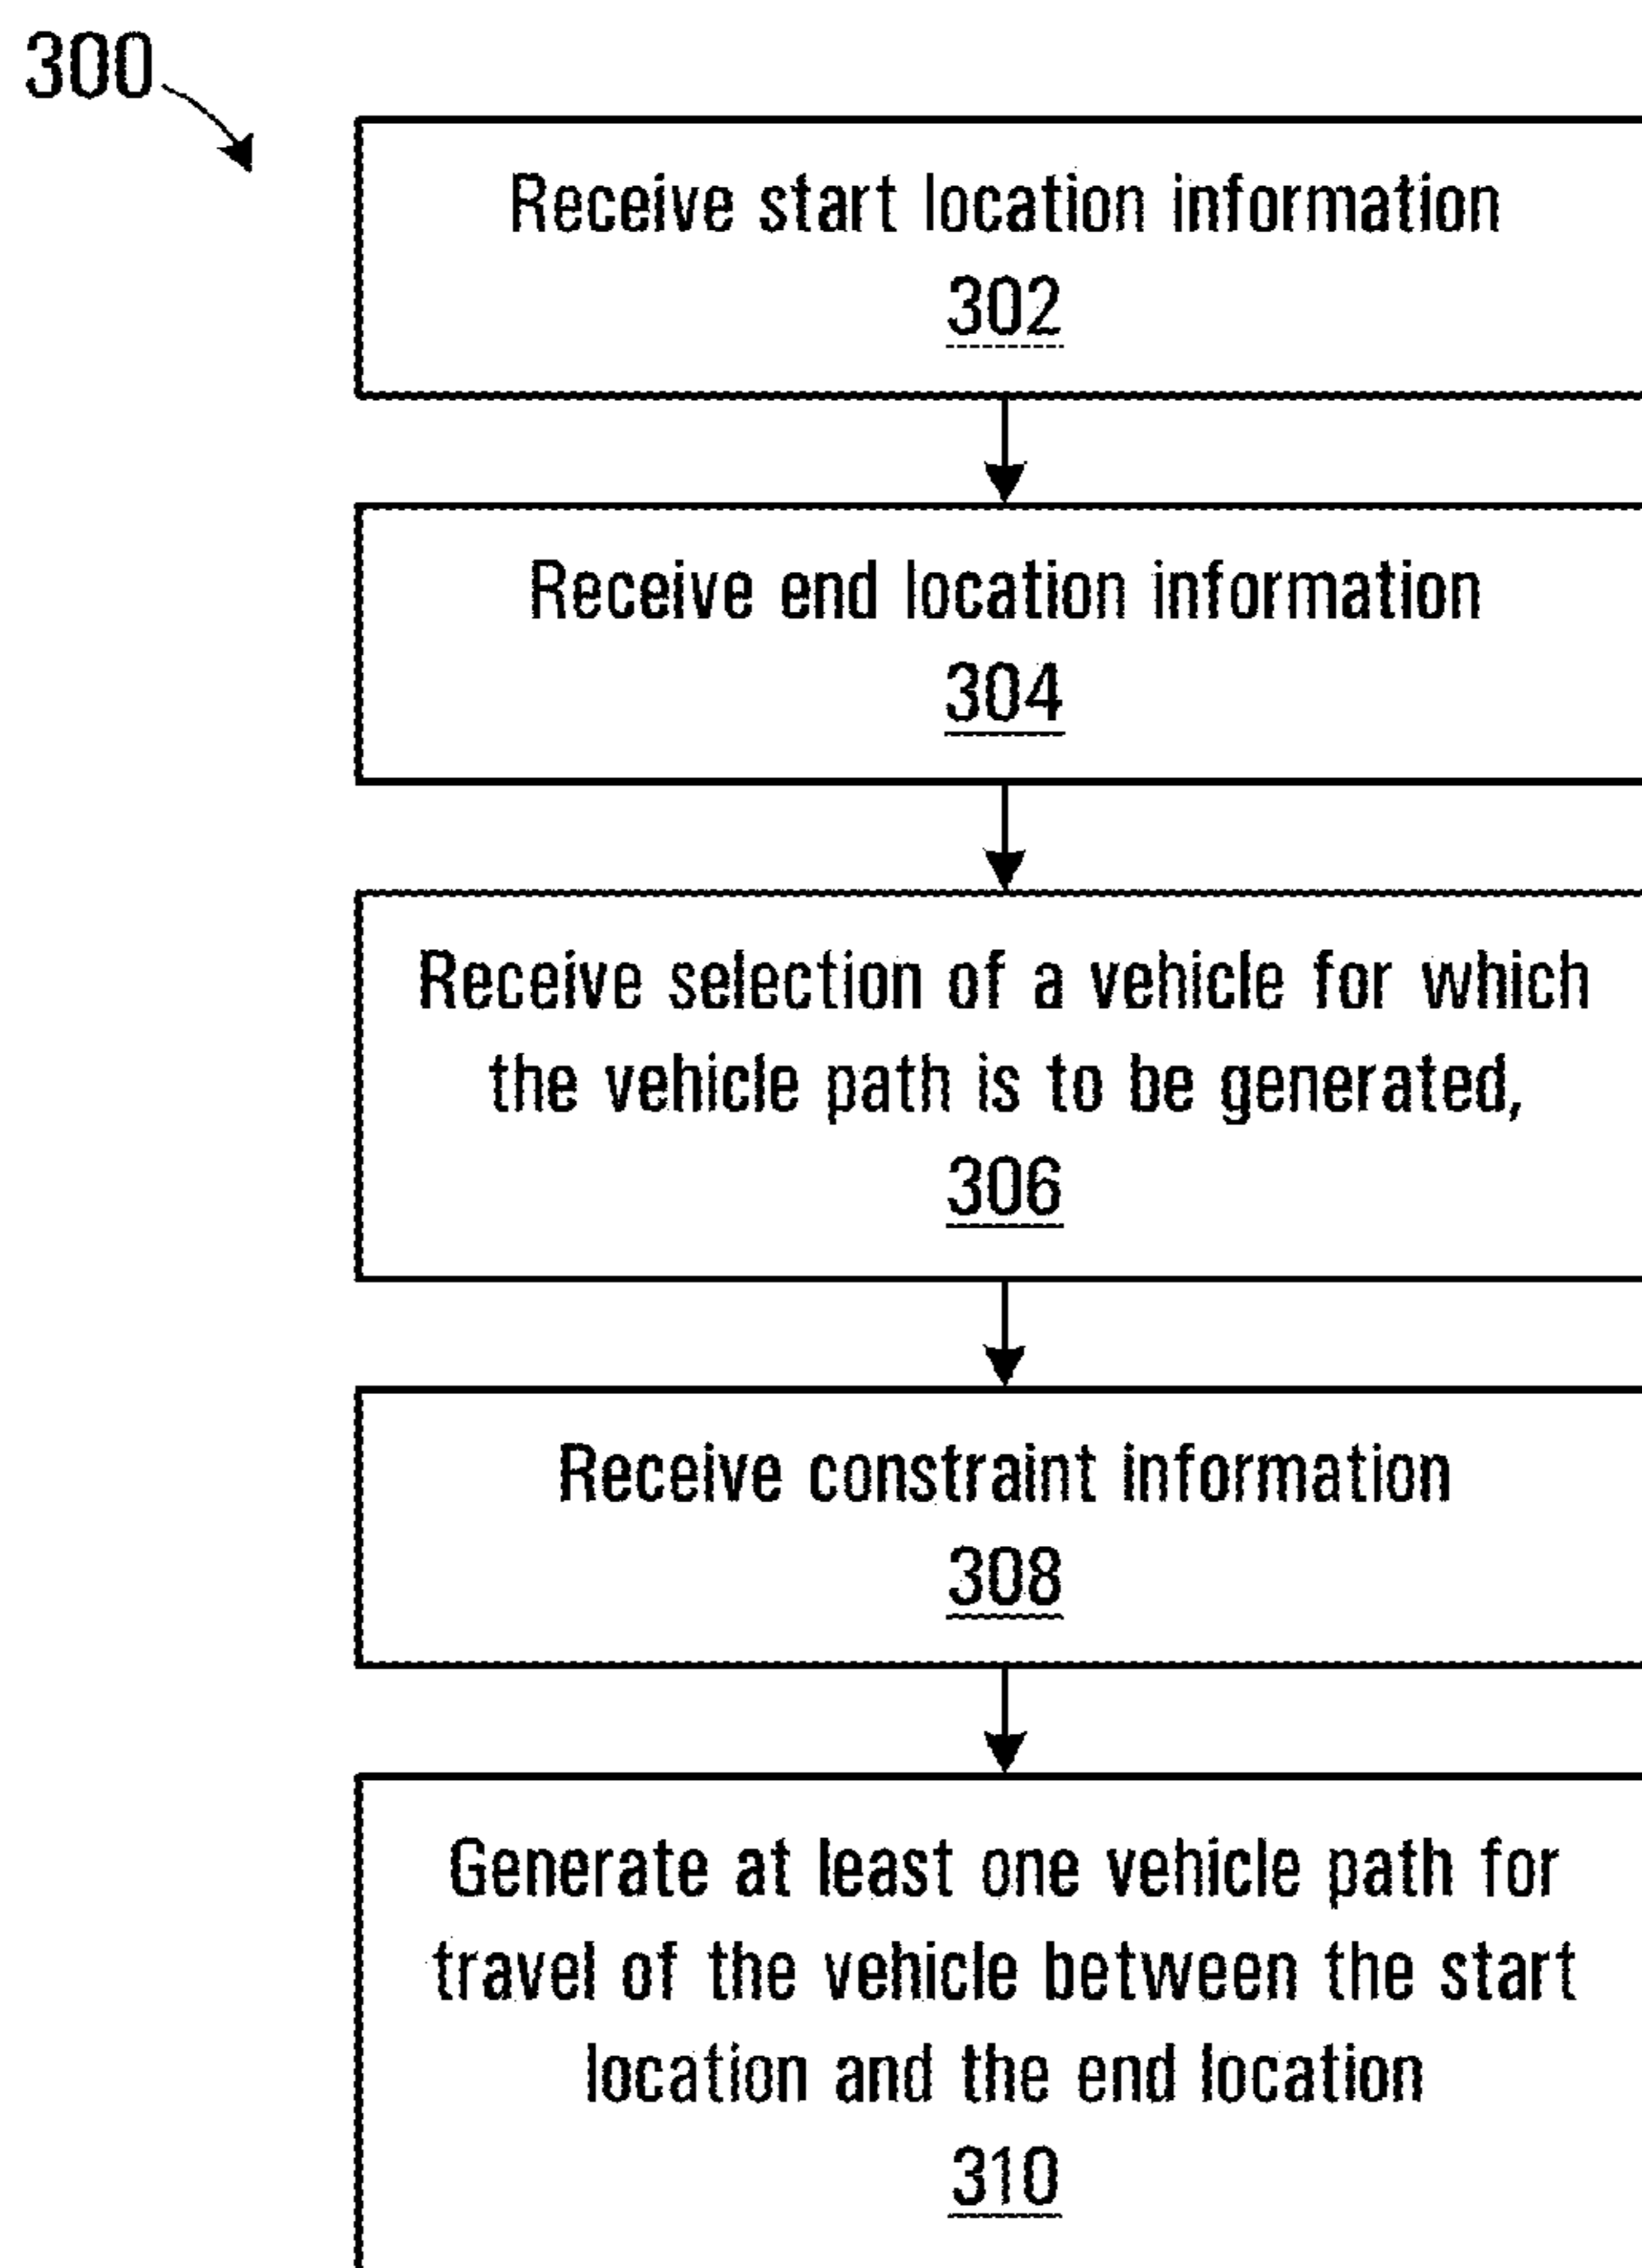 300
Receive start location information
302
Receive end location information
304
Receive selection of a vehicle for which
the vehicle path is to be generated,
306
Receive constraint information
308
Generate at least one vehicle path for
travel of the vehicle between the start
location and the end location
310